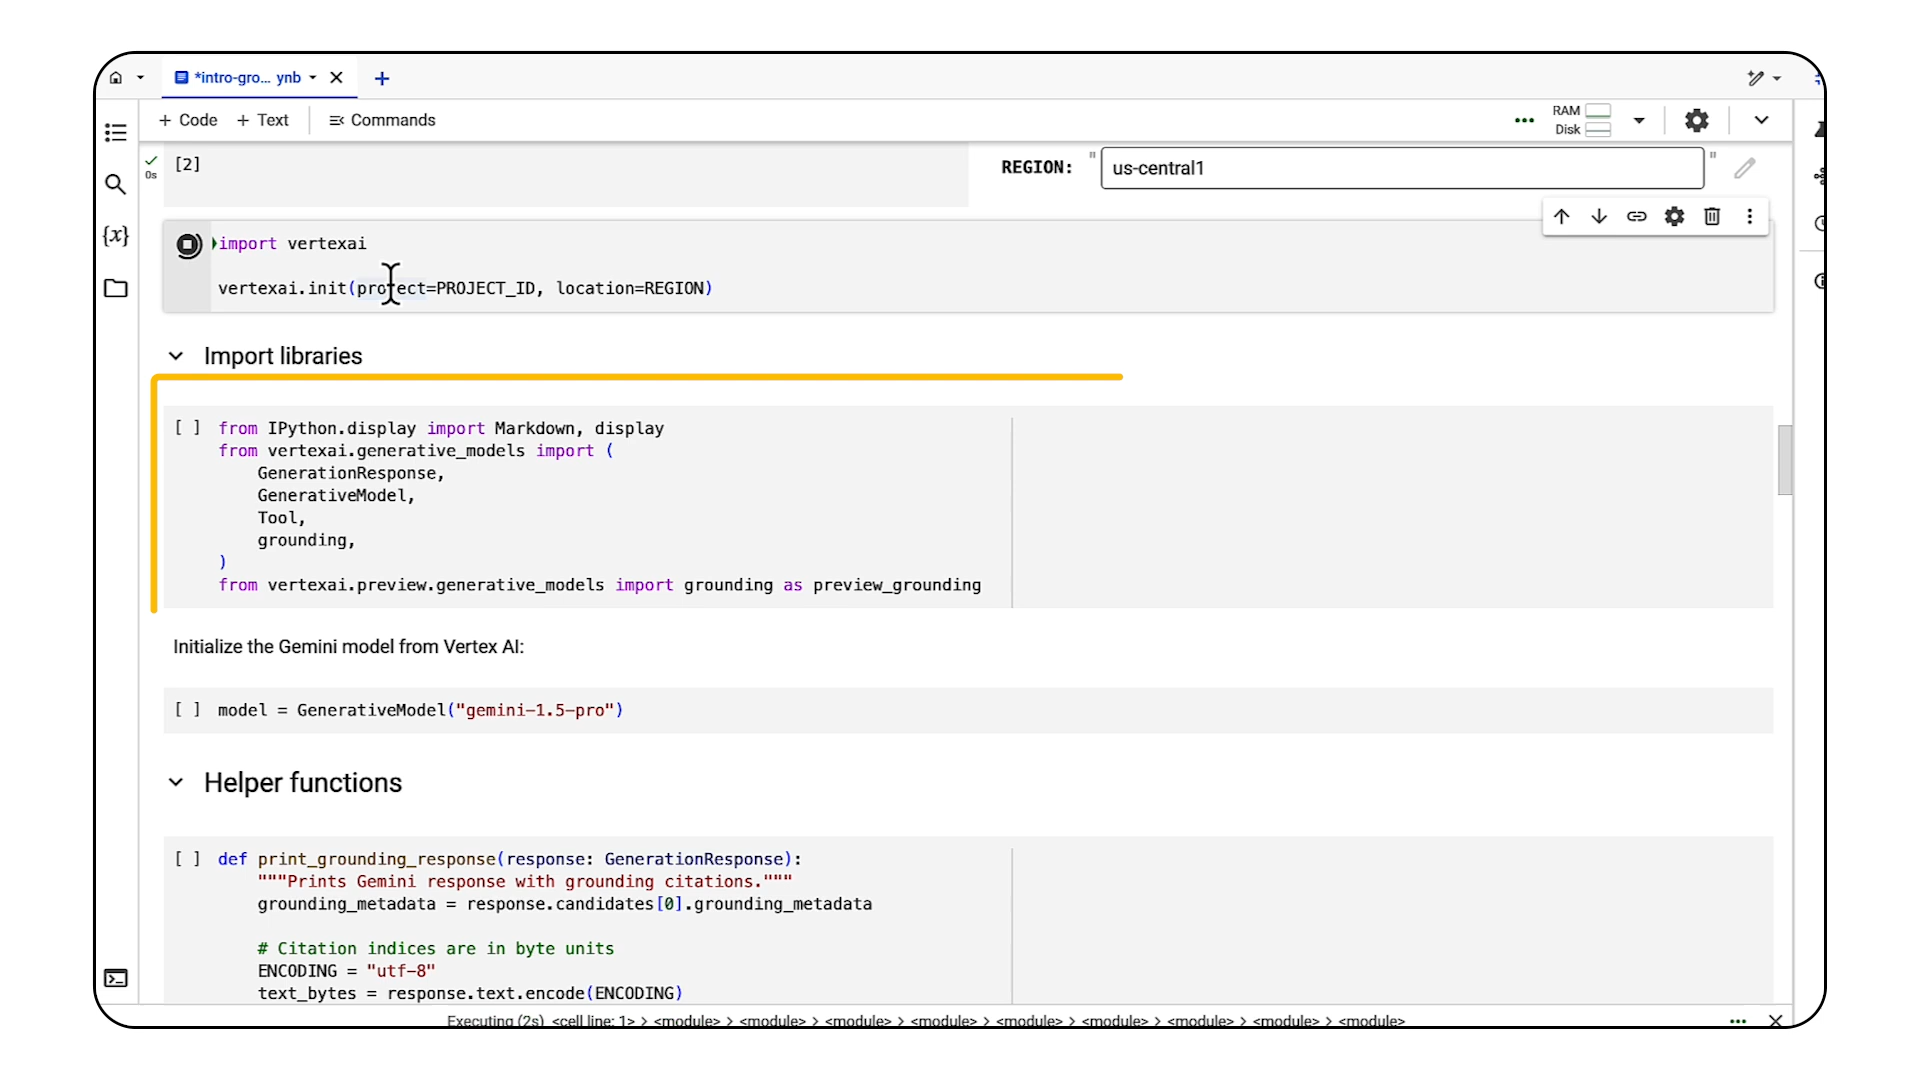 *intro-gro... ynb
+ Code + Text Commands
RAM
Disk
0s
[2]
REGION: " us-central1 "
{x}
import vertexai
vertexai.init(project=PROJECT_ID, location=REGION)
Import libraries
[ ] from IPython.display import Markdown, display
from vertexai.generative_models import (
GenerationResponse,
GenerativeModel,
Tool,
grounding,
)
from vertexai.preview.generative_models import grounding as preview_grounding
Initialize the Gemini model from Vertex AI:
[ ] model = GenerativeModel("gemini-1.5-pro")
Helper functions
[ ] def print_grounding_response(response: GenerationResponse):
"""Prints Gemini response with grounding citations."""
grounding_metadata = response.candidates[0].grounding_metadata
# Citation indices are in byte units
ENCODING = "utf-8"
text_bytes = response.text.encode(ENCODING)
Executing (2s) <cell line: 1> > <module> > <module> > <module> > <module> > <module> > <module> > <module> > <module> > <module>